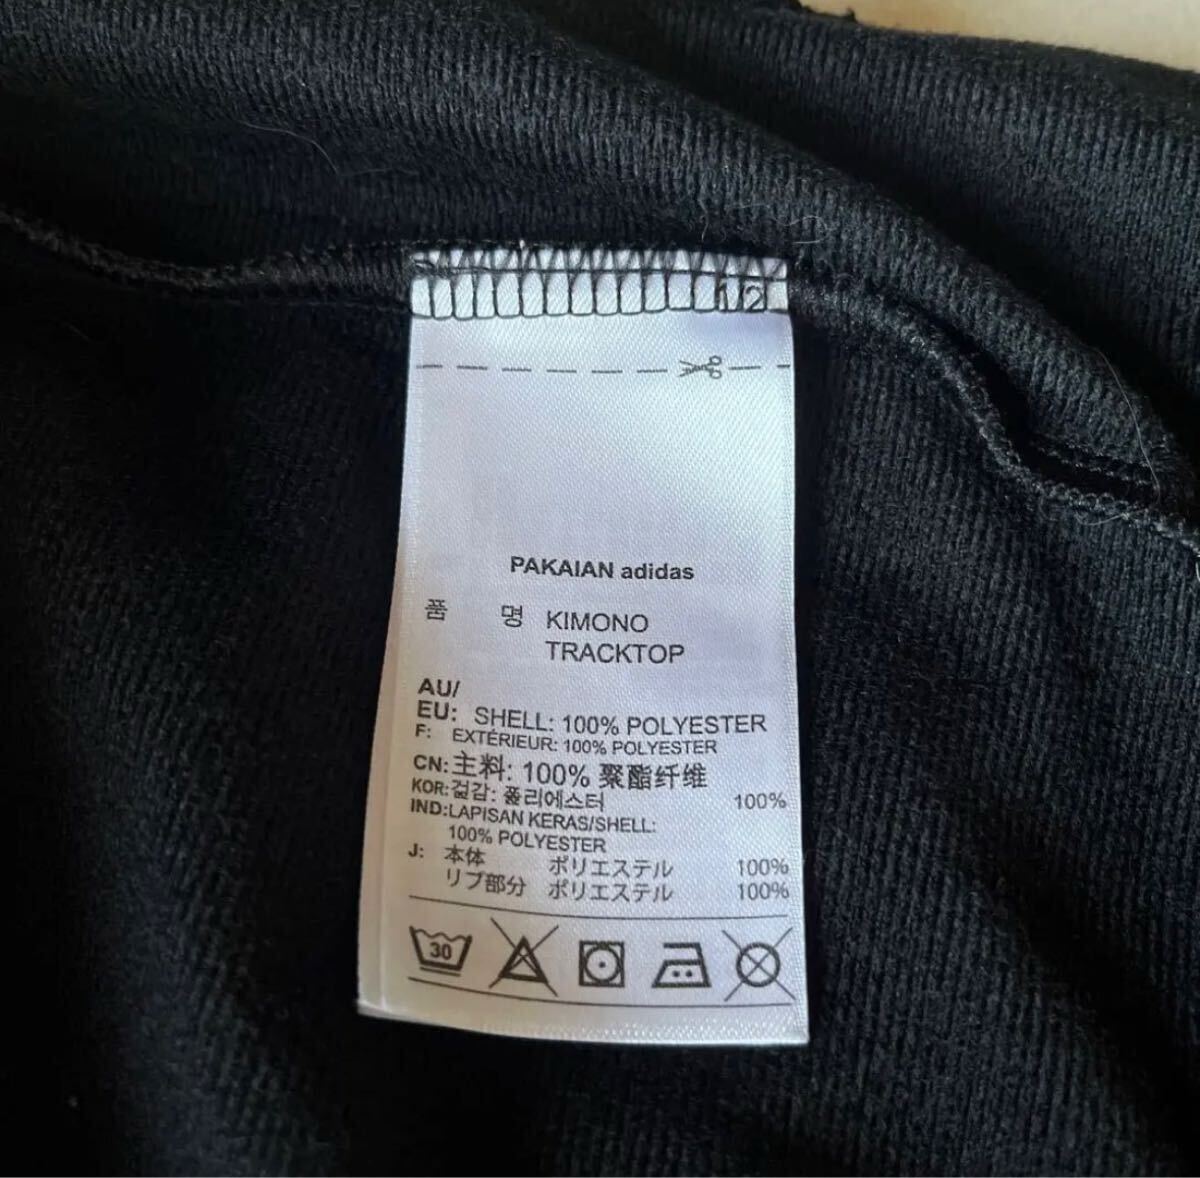 1/2
PAKAIAN adidas
품 명 KIMONO
TRACKTOP
AU/
EU: SHELL: 100% POLYESTER
F: EXTÉRIEUR: 100% POLYESTER
CN:主料: 100% 聚酯纤维
KOR:겉감: 폴리에스터 100%
IND:LAPISAN KERAS/SHELL:
100% POLYESTER
J: 本体 ポリエステル 100%
リブ部分 ポリエステル 100%
30